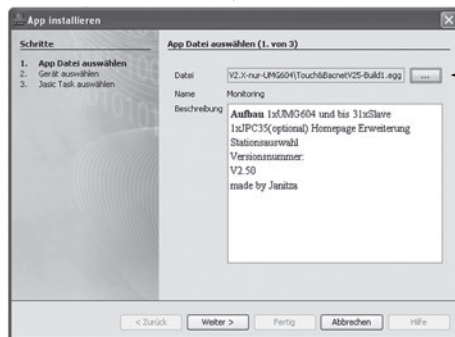 App installieren
Schritte
1. App Datei auswählen
2. Gerät auswählen
3. Jasic Task auswählen
App Datei auswählen (1. von 3)
Datei V2.X-nur-UMG604\Touch&BacnetV25-Build1.egg ...
Name Monitoring
Beschreibung
Aufbau 1xUMG604 und bis 31xSlave
1xJPC35(optional) Homepage Erweiterung
Stationsauswahl
Versionsnummer:
V2.50
made by Janitza
< Zurück Weiter > Fertig Abbrechen Hilfe